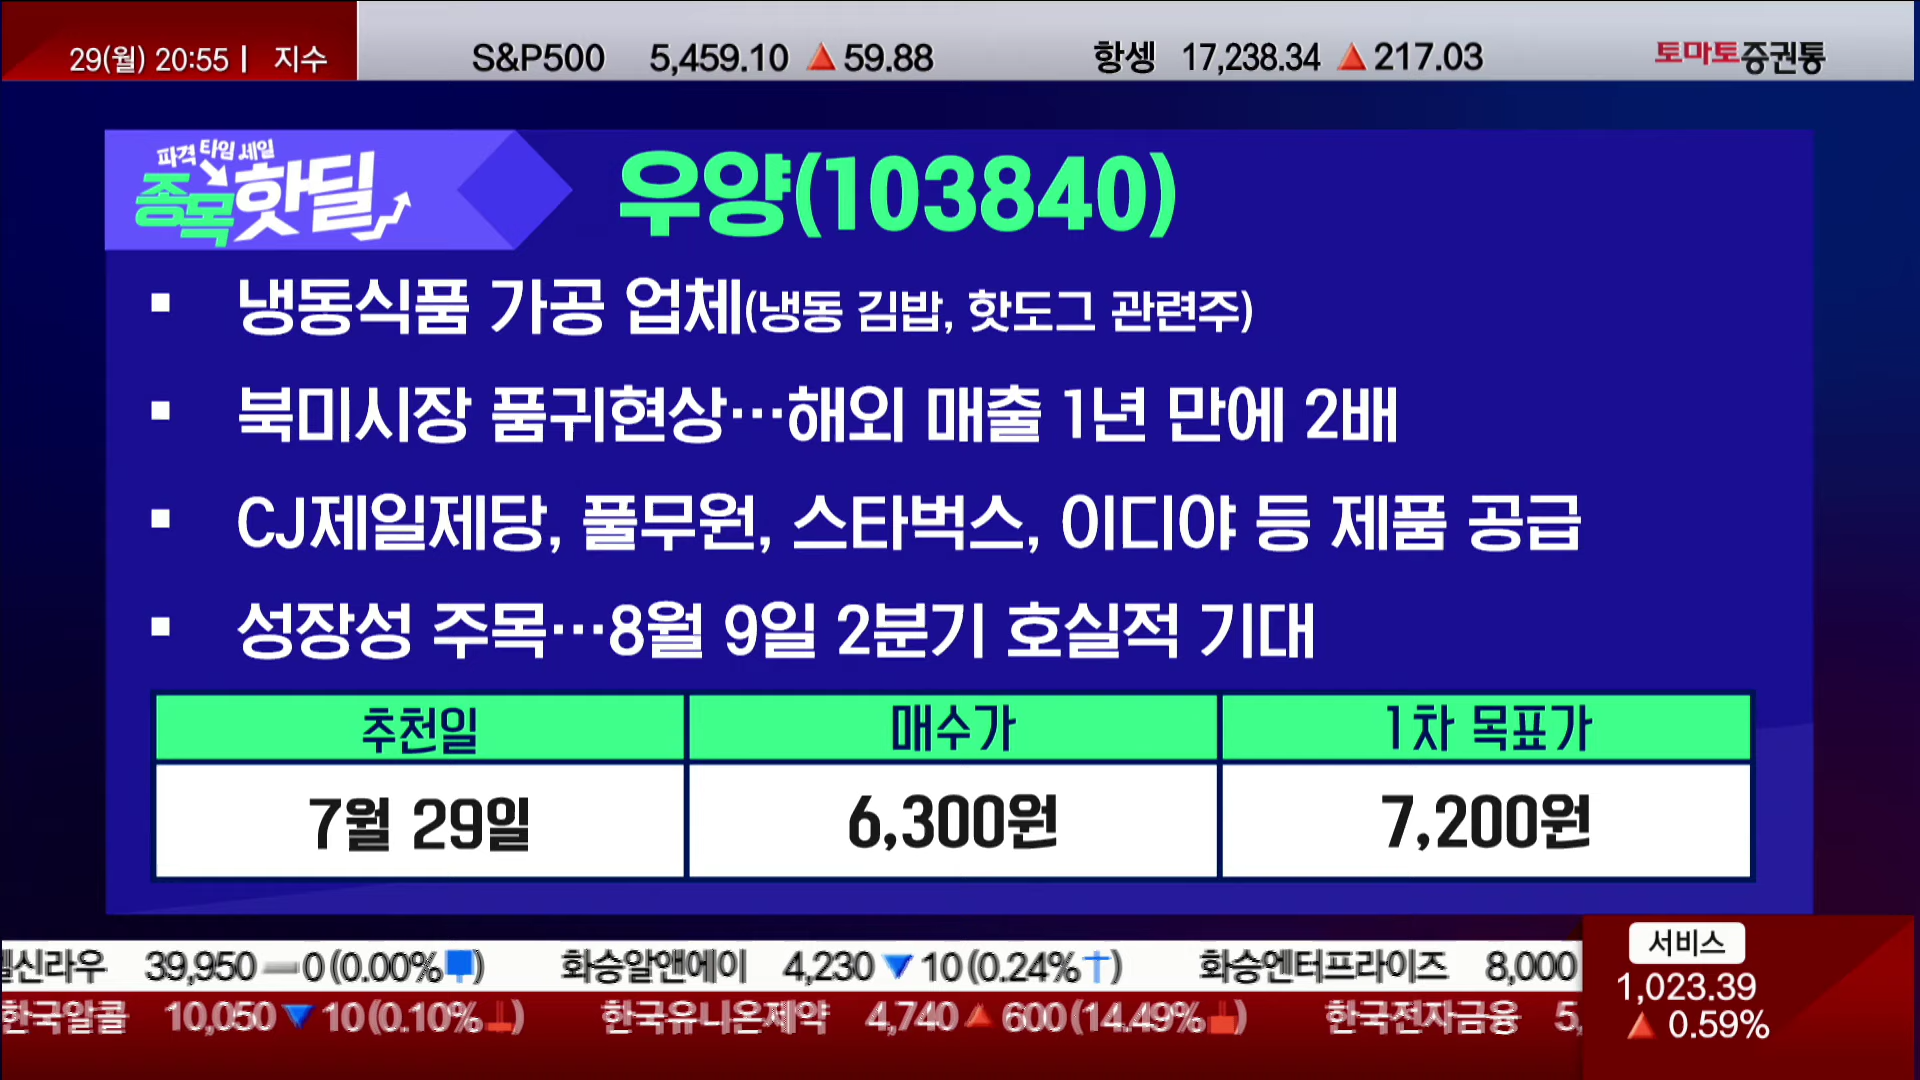 29(월) 20:55 | 지수 S&P500 5,459.10 ▲ 59.88 항셍 17,238.34 ▲ 217.03 토마토증권통
파격 타임 세일
종목핫딜
우양(103840)
▪ 냉동식품 가공 업체(냉동 김밥, 핫도그 관련주)
▪ 북미시장 품귀현상…해외 매출 1년 만에 2배
▪ CJ제일제당, 풀무원, 스타벅스, 이디야 등 제품 공급
▪ 성장성 주목…8월 9일 2분기 호실적 기대
추천일 매수가 1차 목표가
7월 29일 6,300원 7,200원
신라우 39,950 0 (0.00%) 화승알앤에이 4,230 ▼ 10 (0.24%) 화승엔터프라이즈 8,000
한국알콜 10,050 ▼ 10 (0.10%) 한국유니온제약 4,740 ▲ 600 (14.49%) 한국전자금융 5,
서비스
1,023.39
▲ 0.59%